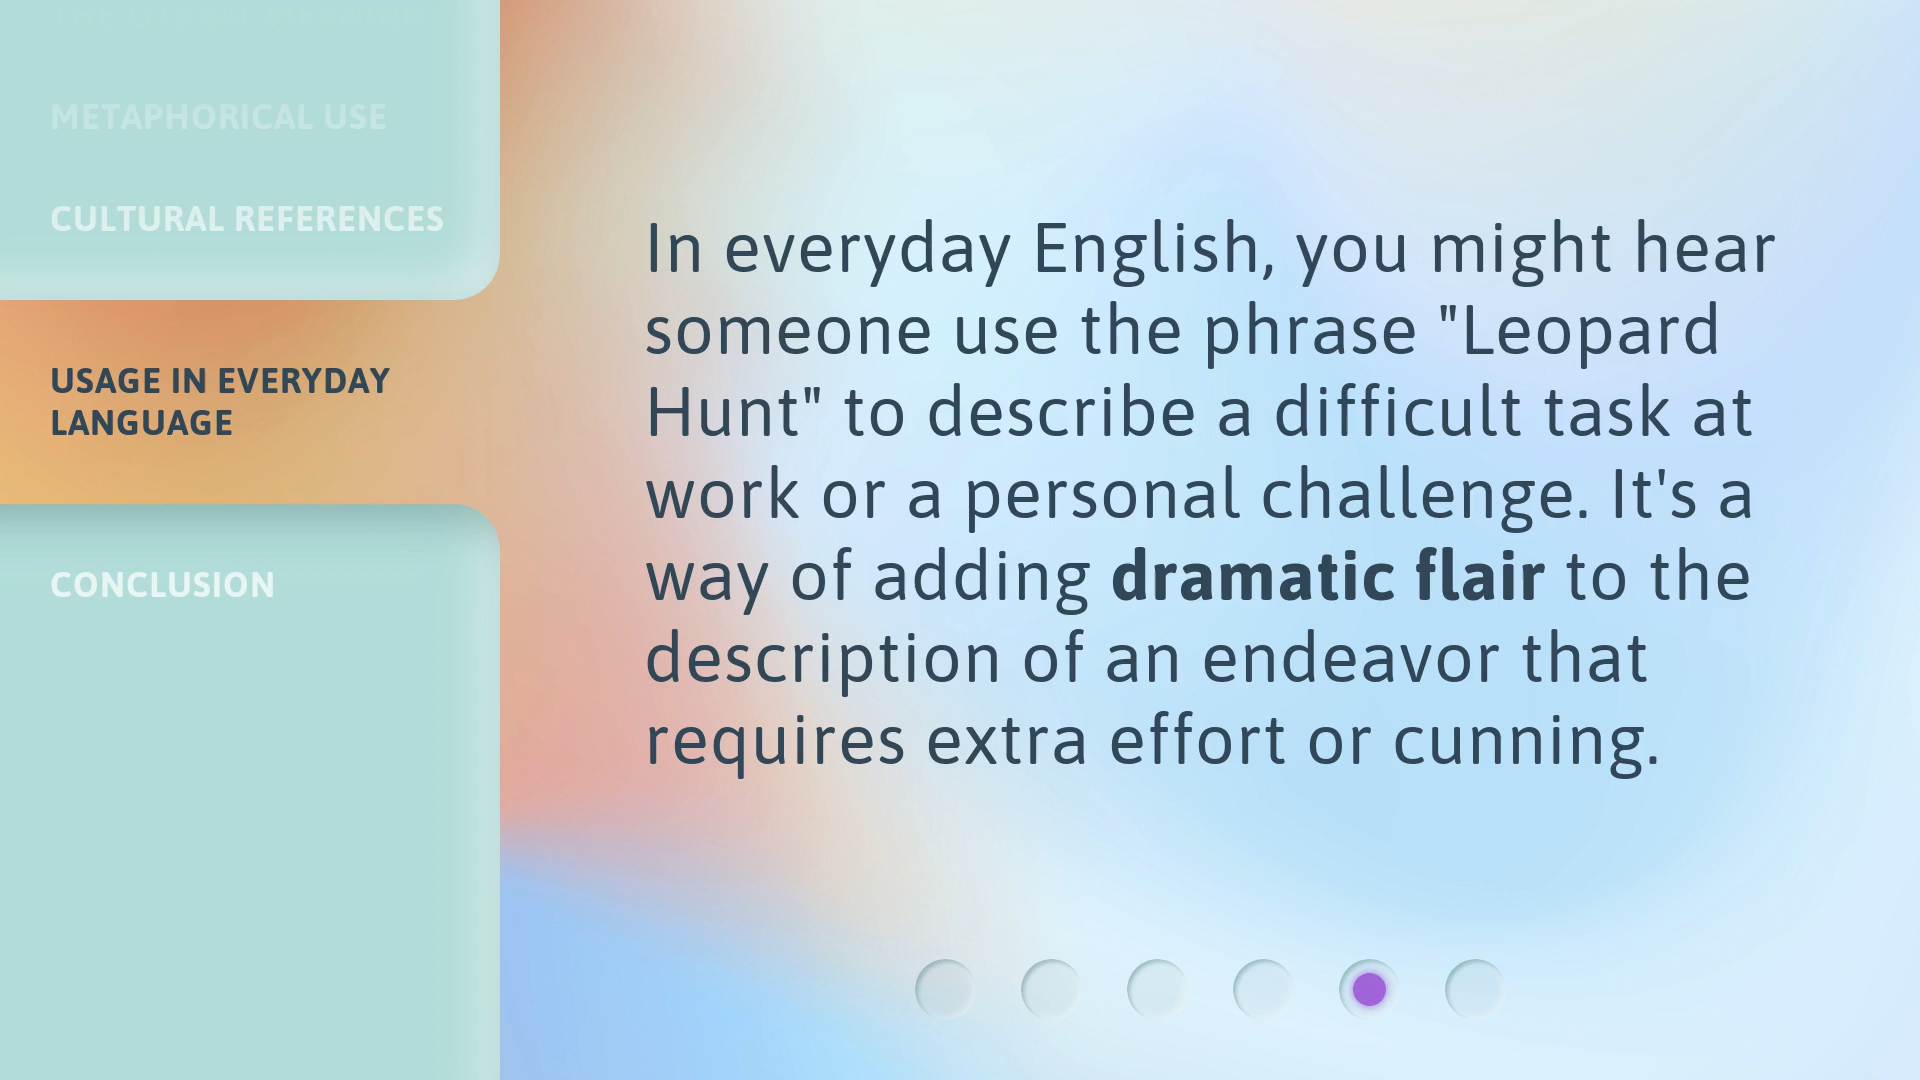 METAPHORICAL USE
CULTURAL REFERENCES
USAGE IN EVERYDAY
LANGUAGE
CONCLUSION
In everyday English, you might hear
someone use the phrase "Leopard
Hunt" to describe a difficult task at
work or a personal challenge. It's a
way of adding dramatic flair to the
description of an endeavor that
requires extra effort or cunning.